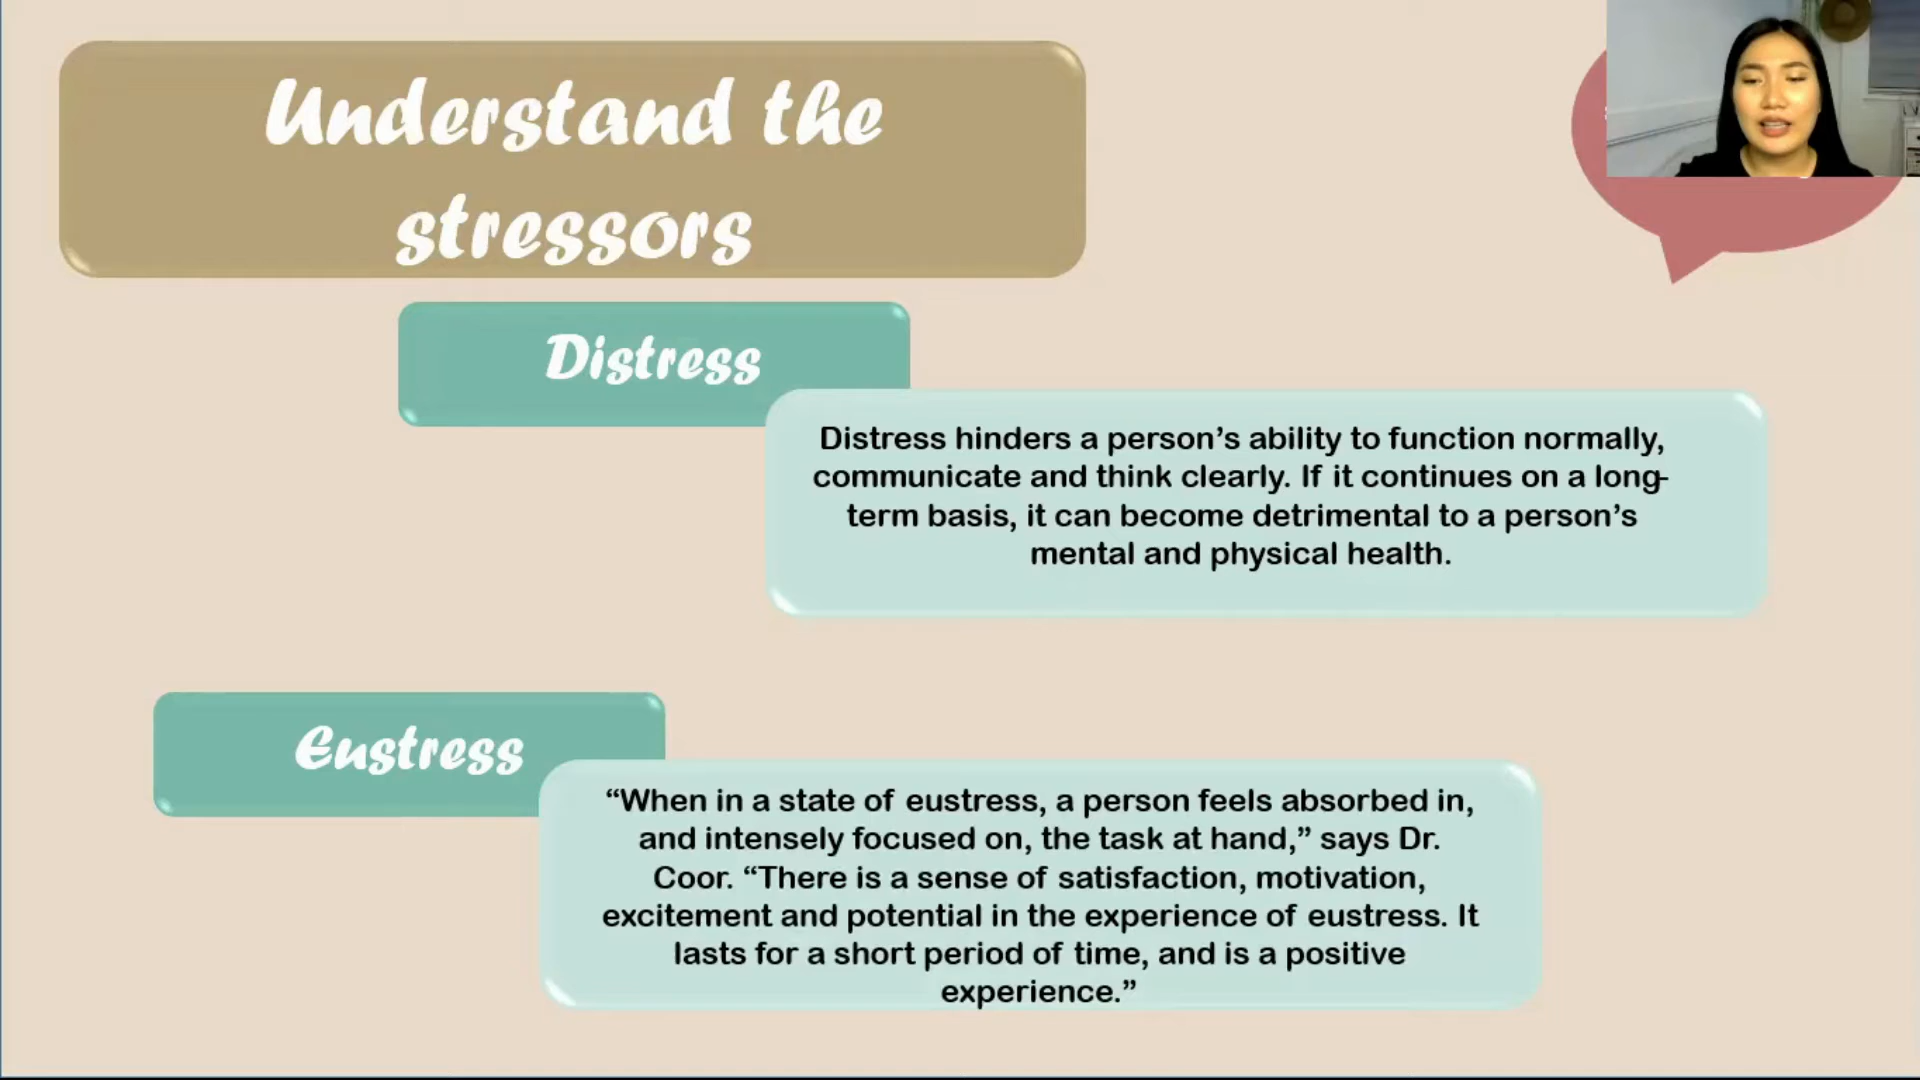 Understand the
stressors
Distress
Distress hinders a person’s ability to function normally,
communicate and think clearly. If it continues on a long-
term basis, it can become detrimental to a person’s
mental and physical health.
Eustress
“When in a state of eustress, a person feels absorbed in,
and intensely focused on, the task at hand,” says Dr.
Coor. “There is a sense of satisfaction, motivation,
excitement and potential in the experience of eustress. It
lasts for a short period of time, and is a positive
experience.”